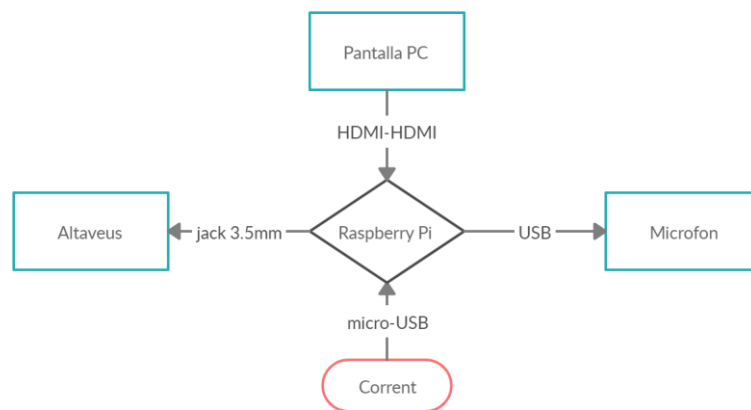 Pantalla PC
HDMI-HDMI
Altaveus
jack 3.5mm
Raspberry Pi
USB
Microfon
micro-USB
Corrent